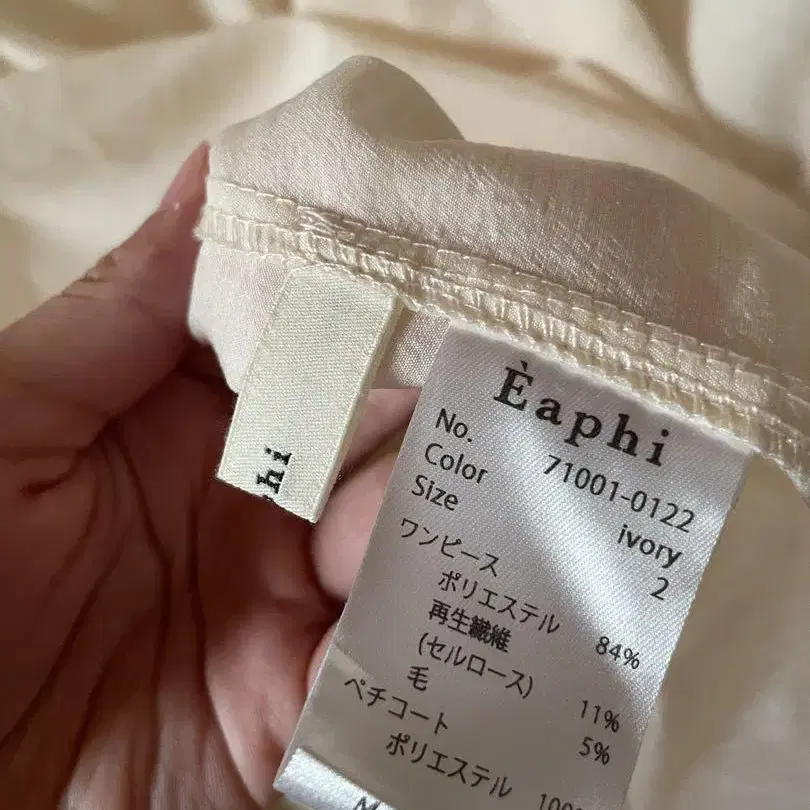 phi
Èaphi
No. 71001-0122
Color ivory
Size 2
ワンピース
ポリエステル 84%
再生繊維
(セルロース) 11%
毛 5%
ペチコート
ポリエステル 100